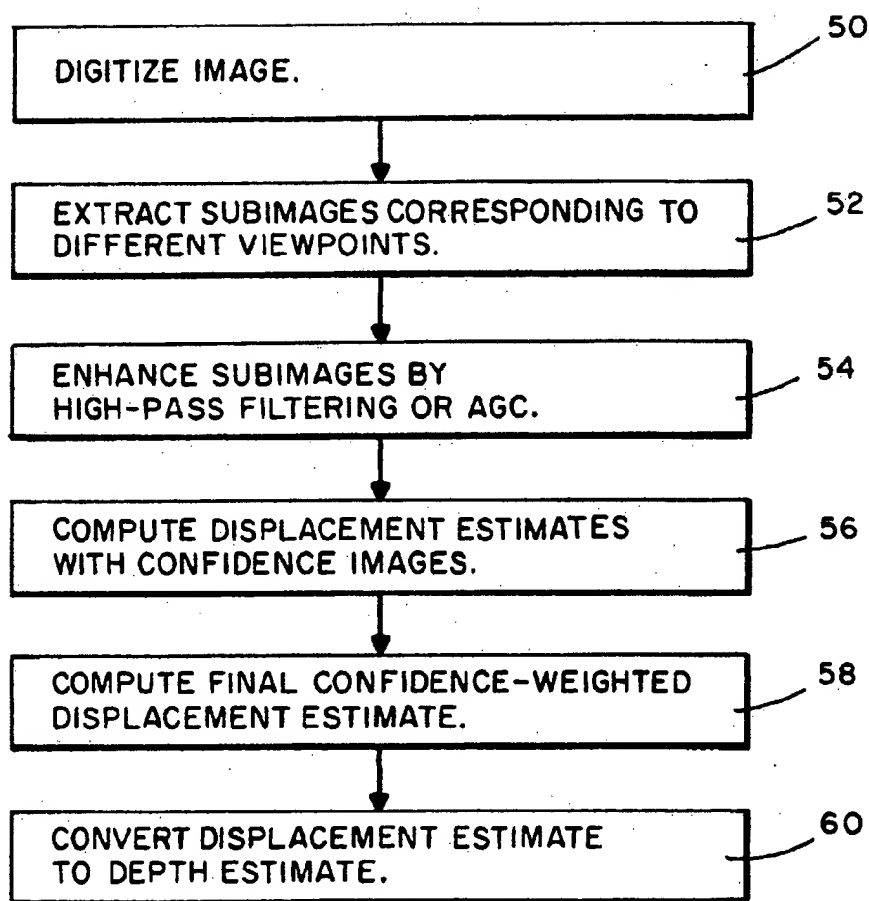 50
DIGITIZE IMAGE.
52
EXTRACT SUBIMAGES CORRESPONDING TO
DIFFERENT VIEWPOINTS.
54
ENHANCE SUBIMAGES BY
HIGH-PASS FILTERING OR AGC.
56
COMPUTE DISPLACEMENT ESTIMATES
WITH CONFIDENCE IMAGES.
58
COMPUTE FINAL CONFIDENCE-WEIGHTED
DISPLACEMENT ESTIMATE.
60
CONVERT DISPLACEMENT ESTIMATE
TO DEPTH ESTIMATE.